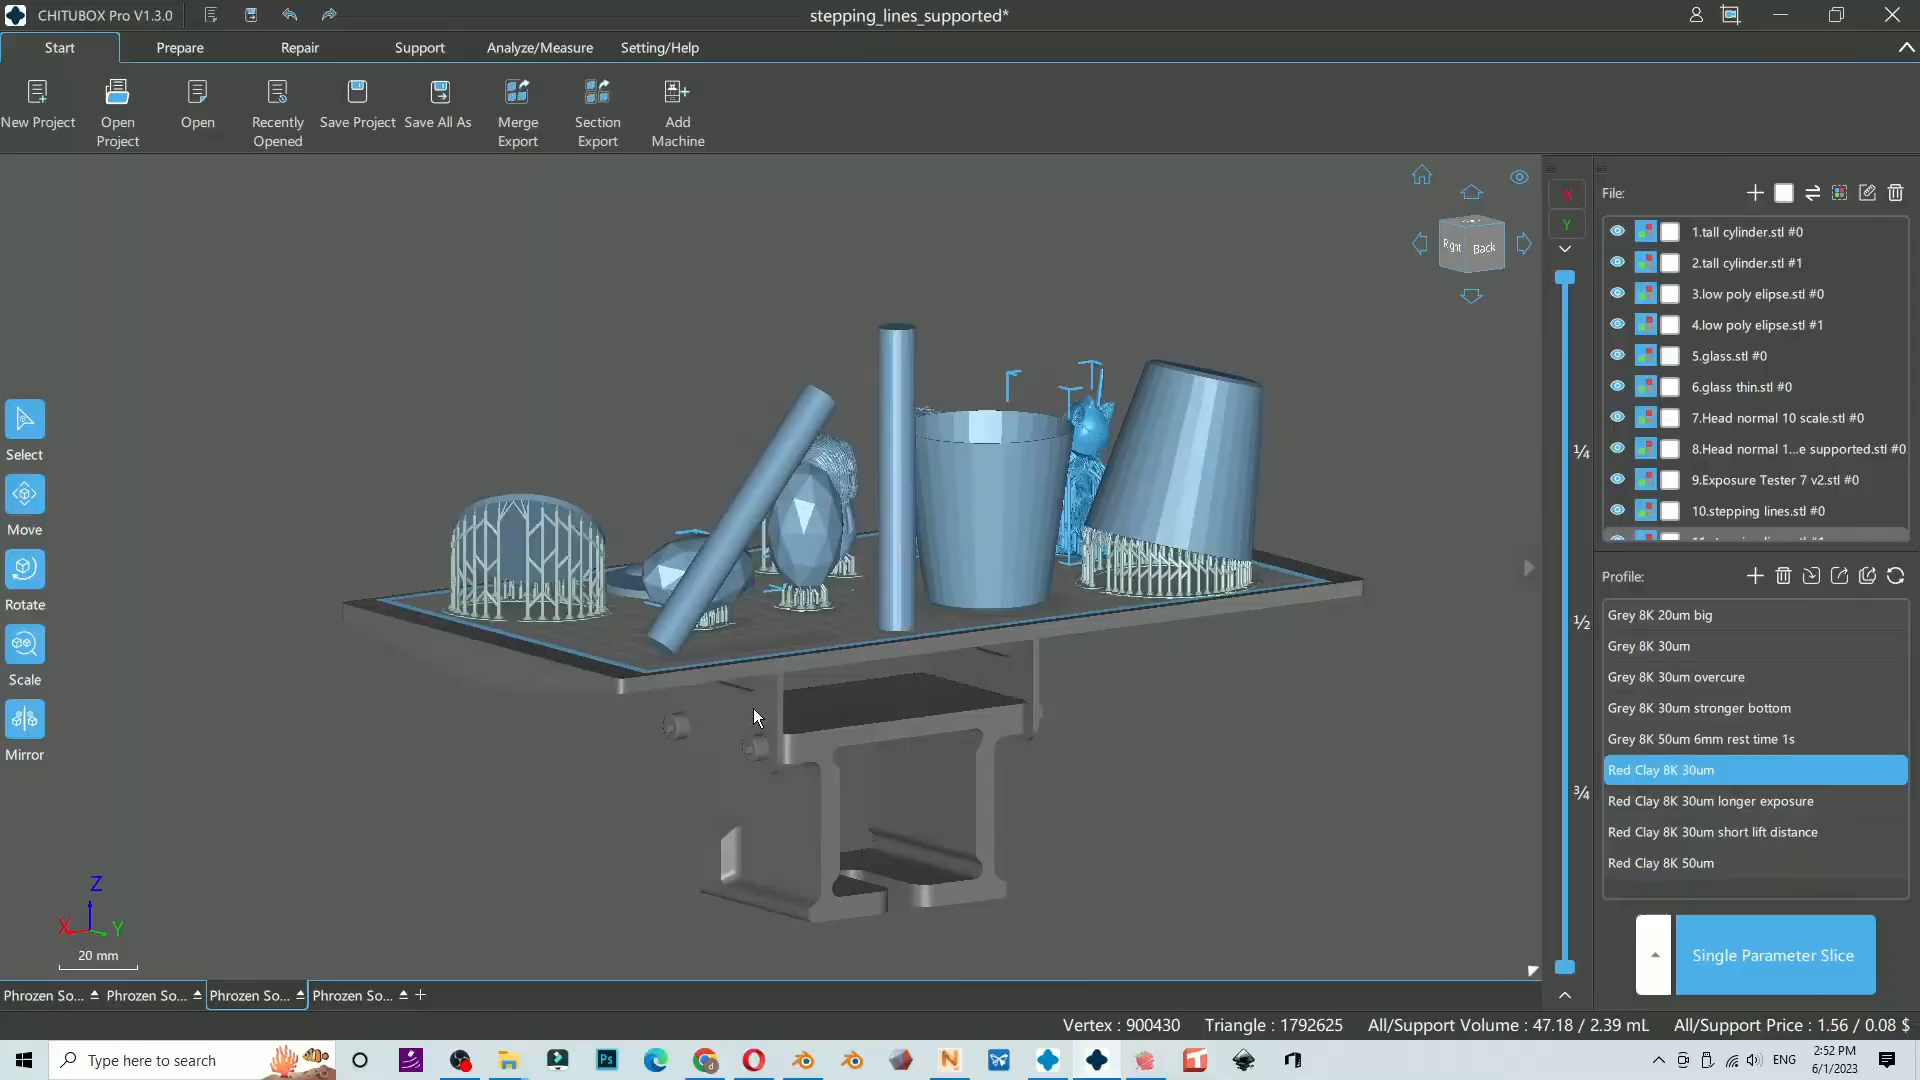 CHITUBOX Pro V1.3.0
stepping_lines_supported*
Start
Prepare
Repair
Support
Analyze/Measure
Setting/Help
New Project
Open Project
Open
Recently Opened
Save Project
Save All As
Merge Export
Section Export
Add Machine
Back
X
Y
File:
1.tall cylinder.stl #0
2.tall cylinder.stl #1
3.low poly elipse.stl #0
4.low poly elipse.stl #1
5.glass.stl #0
6.glass thin.stl #0
7.Head normal 10 scale.stl #0
8.Head normal 1...e supported.stl #0
9.Exposure Tester 7 v2.stl #0
10.stepping lines.stl #0
Select
Move
Rotate
Scale
Mirror
¼
½
¾
Profile:
Grey 8K 20um big
Grey 8K 30um
Grey 8K 30um overcure
Grey 8K 30um stronger bottom
Grey 8K 50um 6mm rest time 1s
Red Clay 8K 30um
Red Clay 8K 30um longer exposure
Red Clay 8K 30um short lift distance
Red Clay 8K 50um
Z
X
Y
20 mm
Single Parameter Slice
Phrozen So...
Phrozen So...
Phrozen So...
Phrozen So...
Vertex : 900430
Triangle : 1792625
All/Support Volume : 47.18 / 2.39 mL
All/Support Price : 1.56 / 0.08 $
Type here to search
Ps
ENG
2:52 PM
6/1/2023